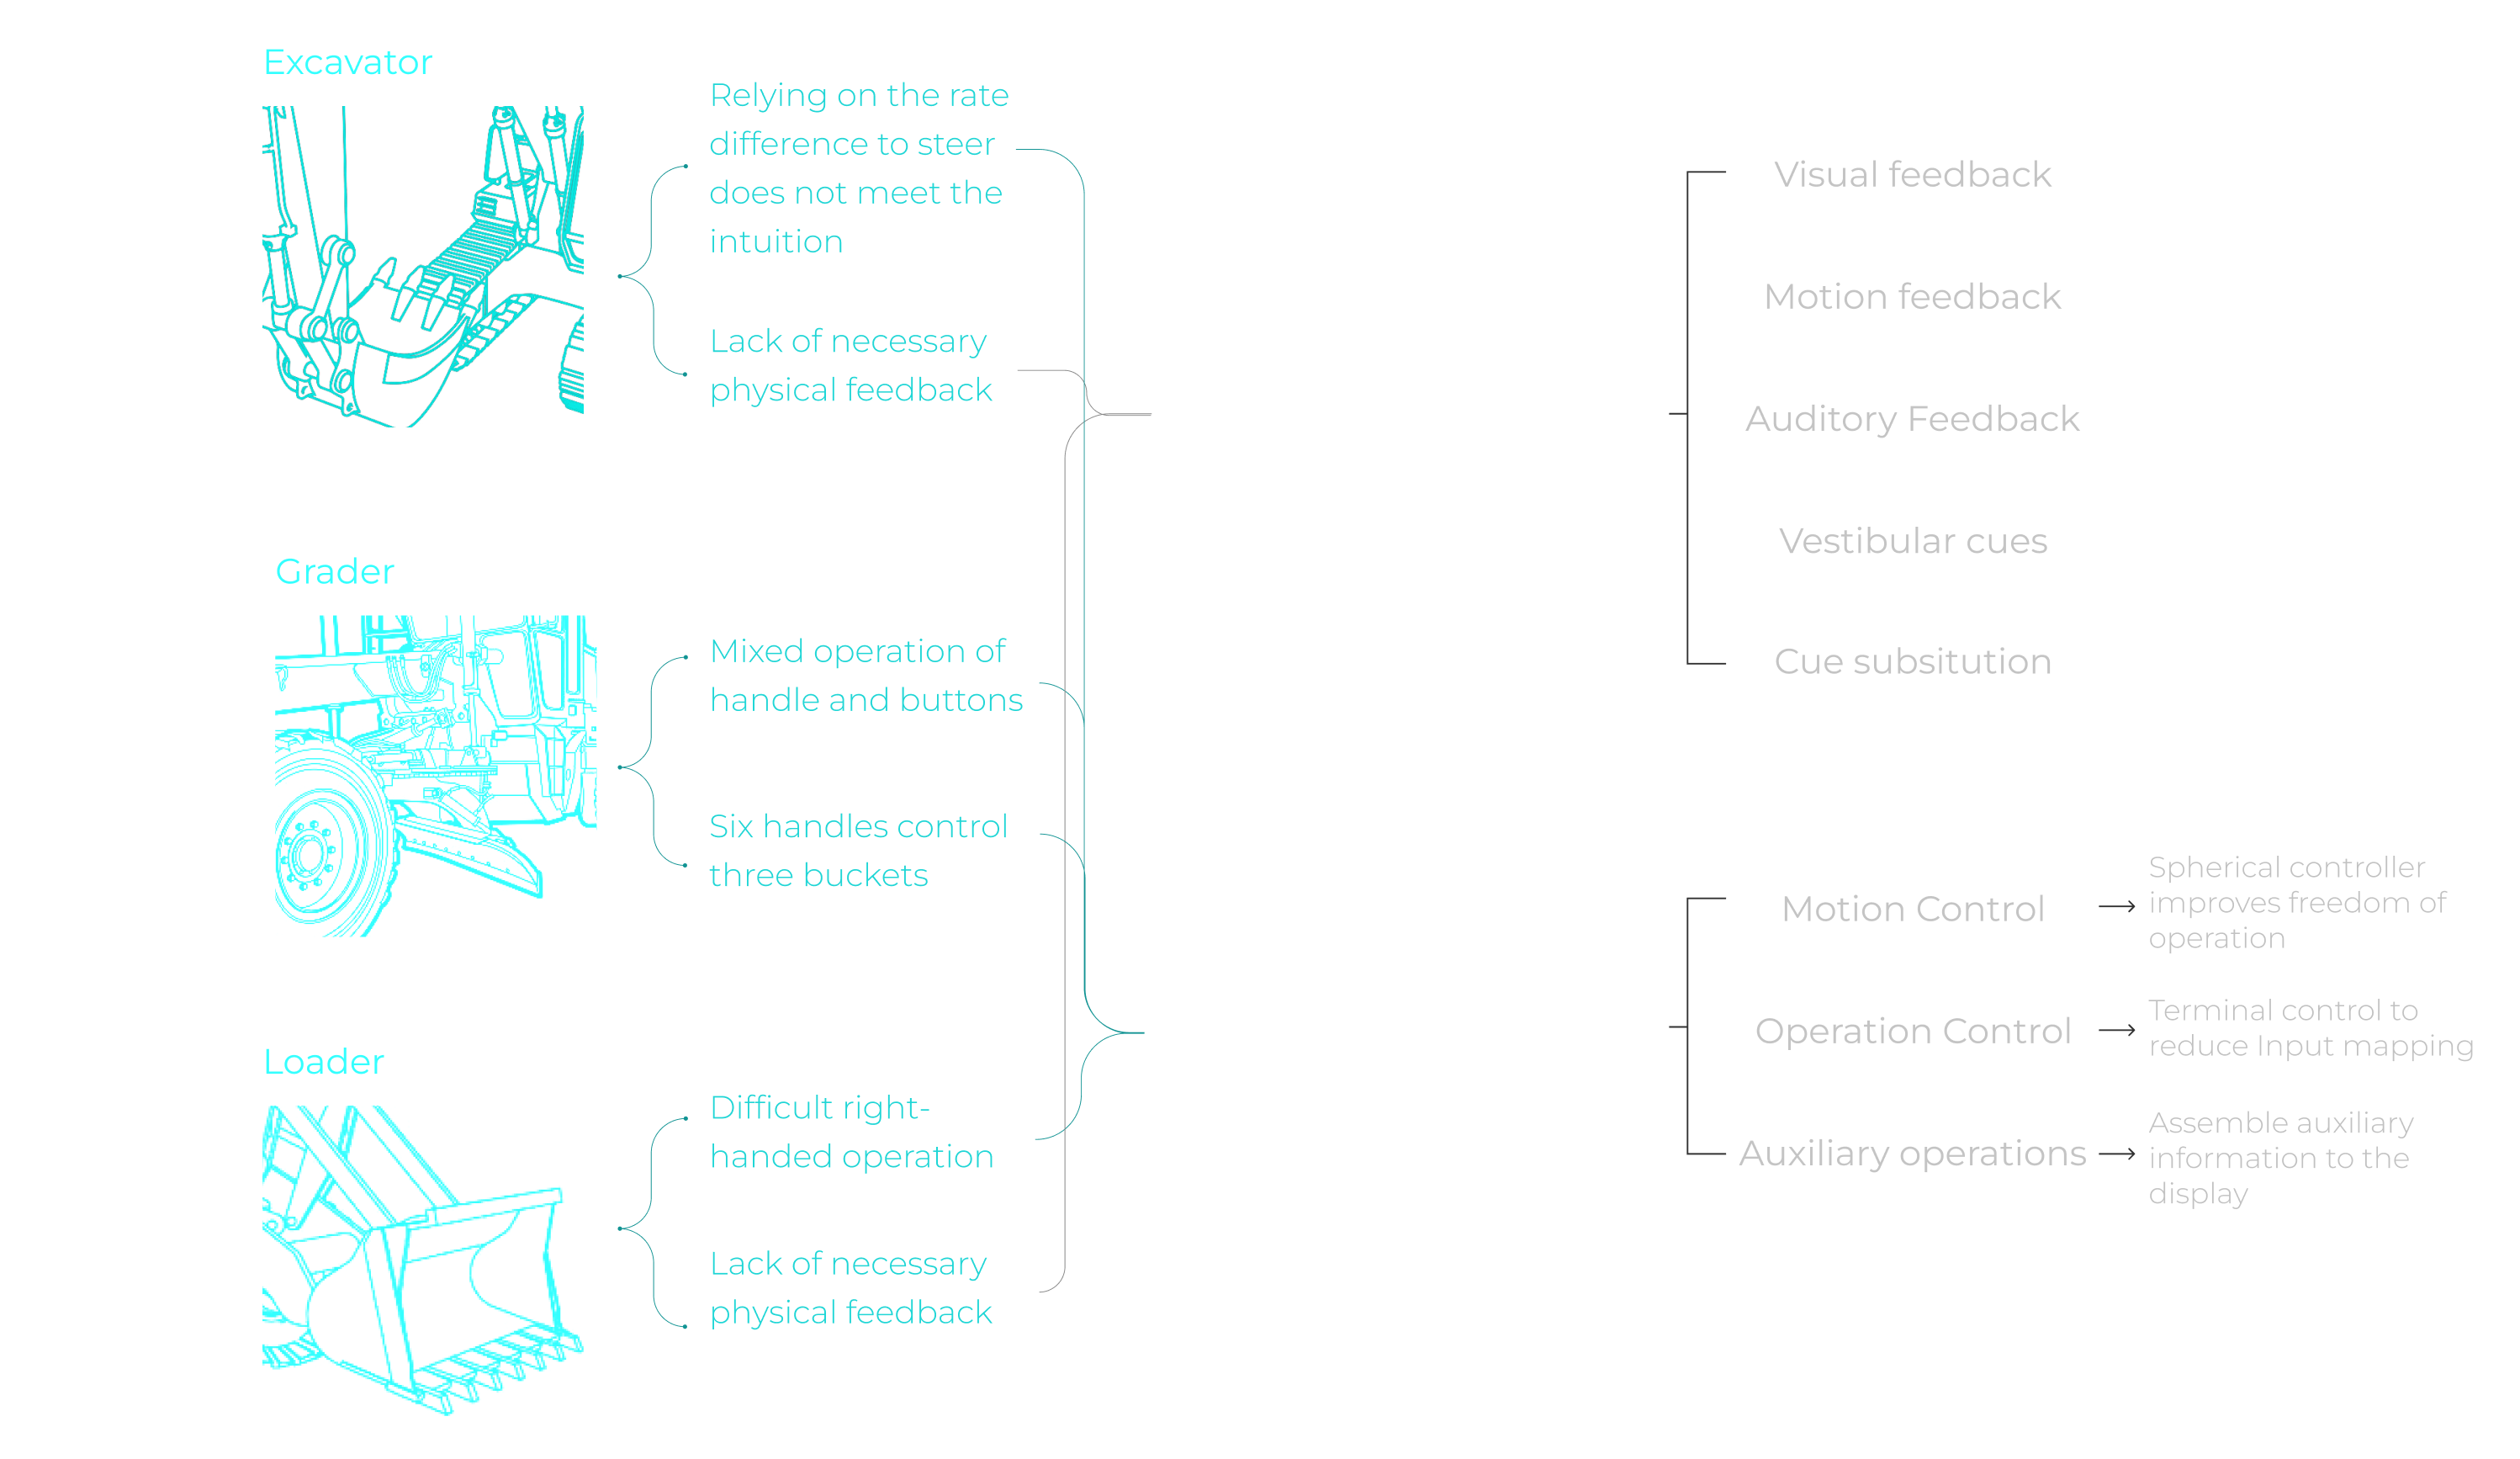 Excavator
Relying on the rate
difference to steer
does not meet the
intuition
Lack of necessary
physical feedback
Grader
Mixed operation of
handle and buttons
Six handles control
three buckets
Loader
Difficult right-
handed operation
Lack of necessary
physical feedback
Visual feedback
Motion feedback
Auditory Feedback
Vestibular cues
Cue subsitution
Motion Control
Spherical controller
improves freedom of
operation
Operation Control
Terminal control to
reduce Input mapping
Auxiliary operations
Assemble auxiliary
information to the
display